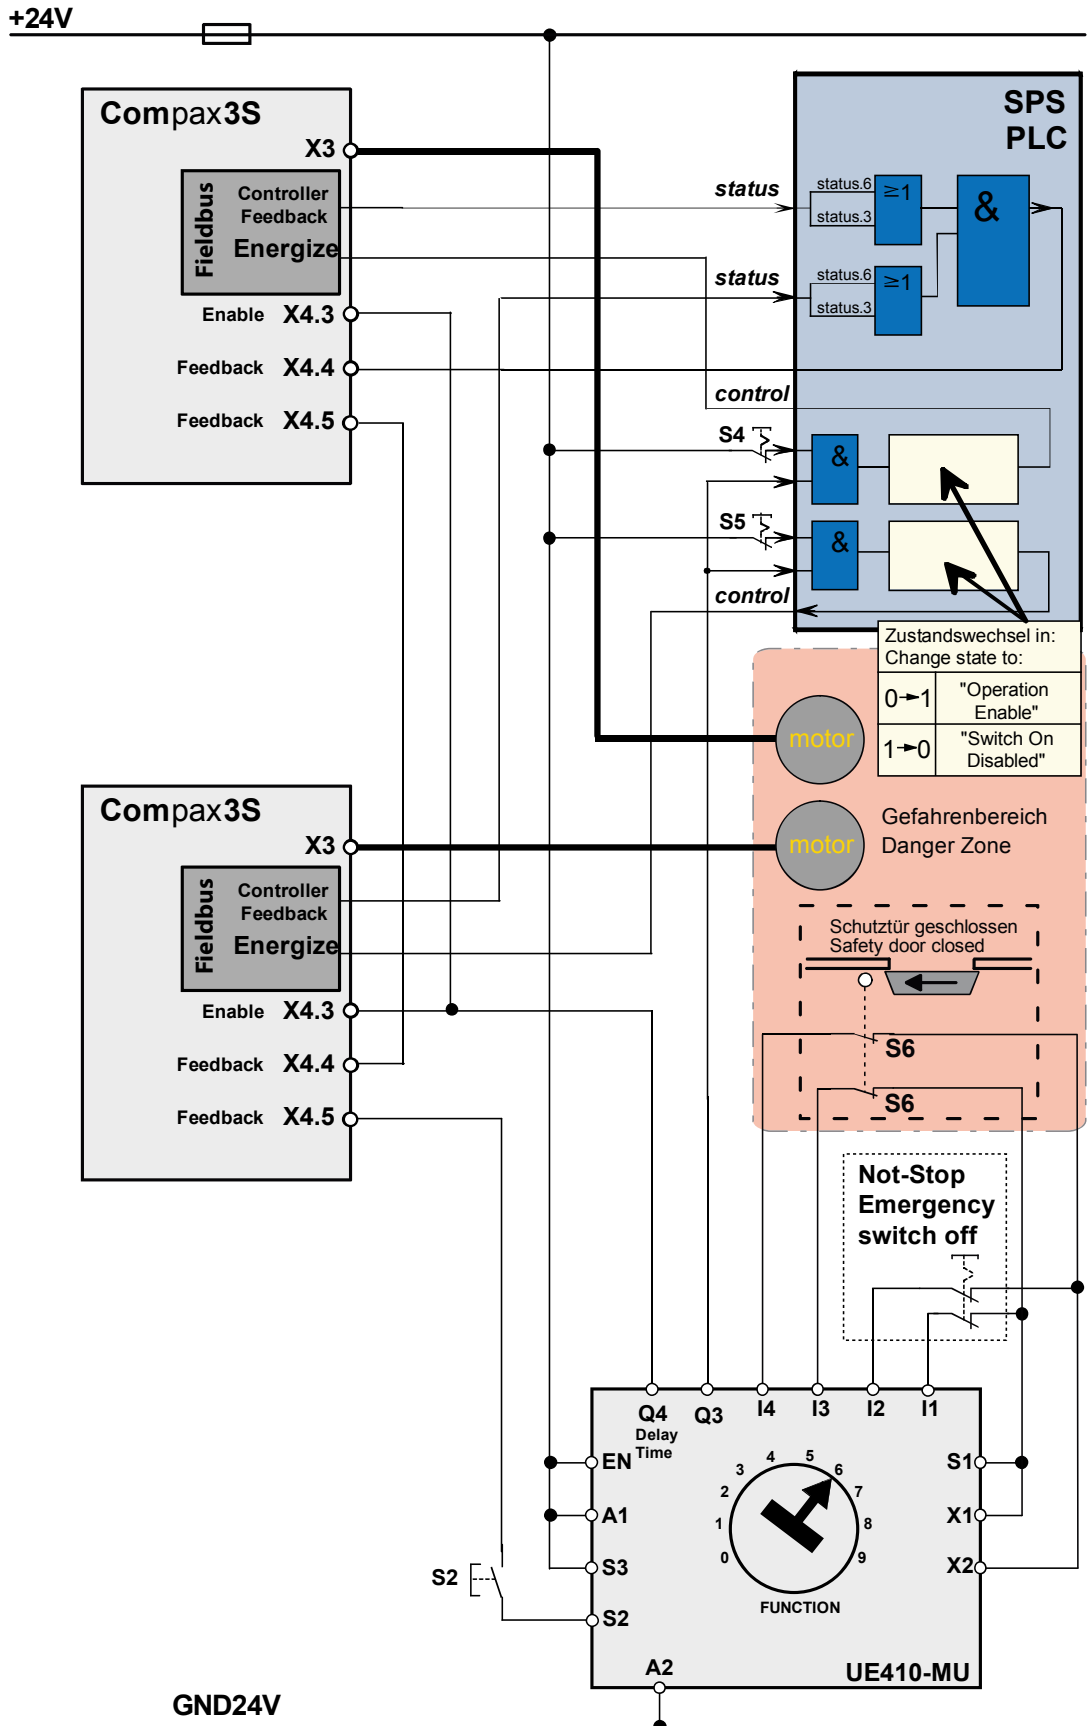 +24V
Compax3S
X3
Fieldbus
Controller
Feedback
Energize
Enable X4.3
Feedback X4.4
Feedback X4.5
SPS
PLC
status
status.6
status.3
≥1
&
status
status.6
status.3
≥1
control
S4
&
S5
&
control
Zustandswechsel in:
Change state to:
0→1
"Operation
Enable"
1→0
"Switch On
Disabled"
motor
motor
Gefahrenbereich
Danger Zone
Schutztür geschlossen
Safety door closed
S6
S6
Compax3S
X3
Fieldbus
Controller
Feedback
Energize
Enable X4.3
Feedback X4.4
Feedback X4.5
Not-Stop
Emergency
switch off
Q4
Delay
Time
Q3
I4
I3
I2
I1
EN
A1
S3
S2
S2
S1
X1
X2
0
1
2
3
4
5
6
7
8
9
FUNCTION
A2
UE410-MU
GND24V